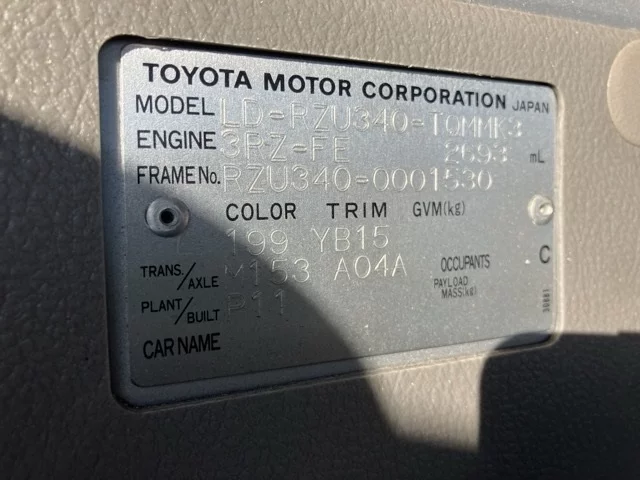 TOYOTA MOTOR CORPORATION JAPAN
MODEL LD-RZU340-TQMMK3
ENGINE 3RZ-FE 2693 mL
FRAME No. RZU340-0001530
COLOR TRIM GVM(kg)
199 YB15
TRANS./AXLE M153 A04A OCCUPANTS C
PAYLOAD MASS(kg)
PLANT/BUILT P11
CAR NAME